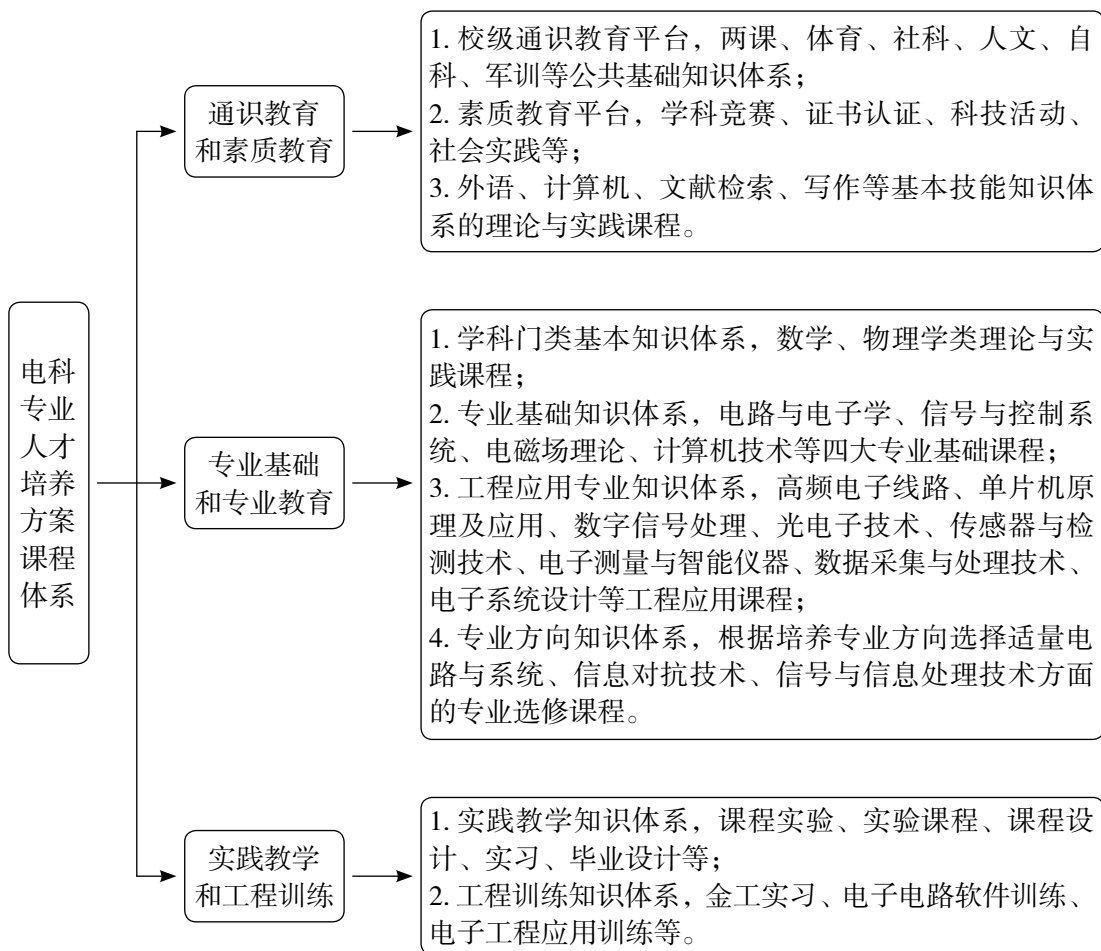 电科
专业
人才
培养
方案
课程
体系
通识教育
和素质教育
1. 校级通识教育平台，两课、体育、社科、人文、自
科、军训等公共基础知识体系；
2. 素质教育平台，学科竞赛、证书认证、科技活动、
社会实践等；
3. 外语、计算机、文献检索、写作等基本技能知识体
系的理论与实践课程。
专业基础
和专业教育
1. 学科门类基本知识体系，数学、物理学类理论与实
践课程；
2. 专业基础知识体系，电路与电子学、信号与控制系
统、电磁场理论、计算机技术等四大专业基础课程；
3. 工程应用专业知识体系，高频电子线路、单片机原
理及应用、数字信号处理、光电子技术、传感器与检
测技术、电子测量与智能仪器、数据采集与处理技术、
电子系统设计等工程应用课程；
4. 专业方向知识体系，根据培养专业方向选择适量电
路与系统、信息对抗技术、信号与信息处理技术方面
的专业选修课程。
实践教学
和工程训练
1. 实践教学知识体系，课程实验、实验课程、课程设
计、实习、毕业设计等；
2. 工程训练知识体系，金工实习、电子电路软件训练、
电子工程应用训练等。